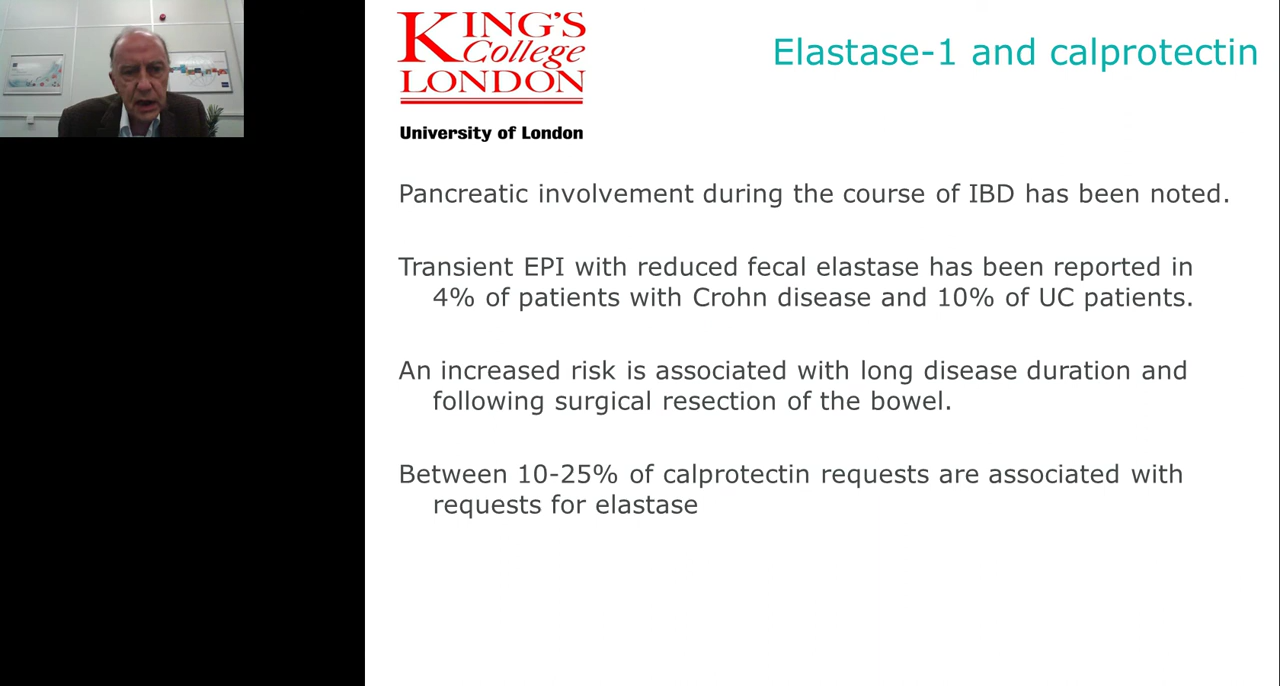 KING'S
College
LONDON
University of London
Elastase-1 and calprotectin
Pancreatic involvement during the course of IBD has been noted.
Transient EPI with reduced fecal elastase has been reported in
4% of patients with Crohn disease and 10% of UC patients.
An increased risk is associated with long disease duration and
following surgical resection of the bowel.
Between 10-25% of calprotectin requests are associated with
requests for elastase